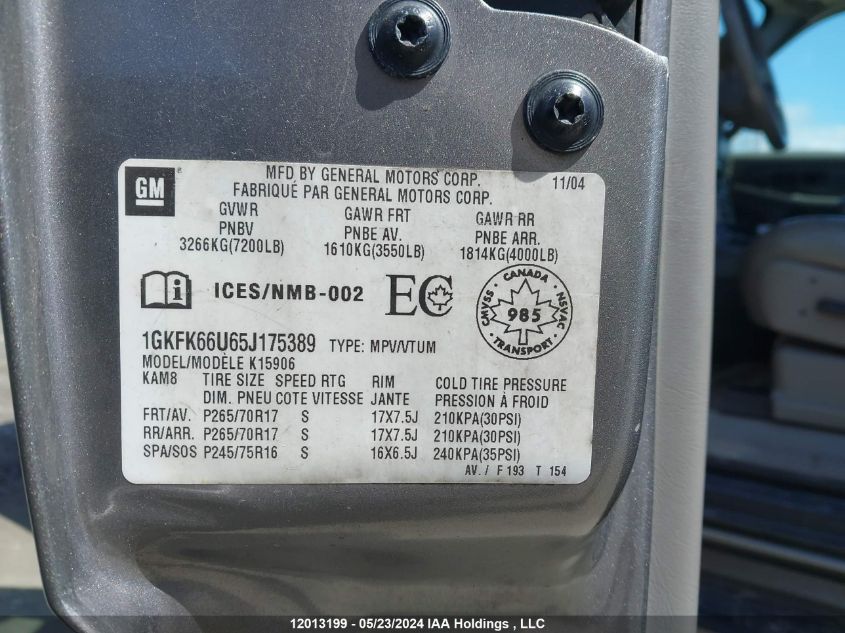 GM
MFD BY GENERAL MOTORS CORP. 11/04
FABRIQUÉ PAR GENERAL MOTORS CORP.
GVWR GAWR FRT GAWR RR
PNBV PNBE AV. PNBE ARR.
3266KG(7200LB) 1610KG(3550LB) 1814KG(4000LB)
ICES/NMB-002 EC
CANADA
CMVSS 985 NSVAC
TRANSPORT
1GKFK66U65J175389 TYPE: MPV/VTUM
MODEL/MODÈLE K15906
KAM8 TIRE SIZE SPEED RTG RIM COLD TIRE PRESSURE
DIM. PNEU COTE VITESSE JANTE PRESSION À FROID
FRT/AV. P265/70R17 S 17X7.5J 210KPA(30PSI)
RR/ARR. P265/70R17 S 17X7.5J 210KPA(30PSI)
SPA/SOS P245/75R16 S 16X6.5J 240KPA(35PSI)
AV. / F 193 T 154
12013199 - 05/23/2024 IAA Holdings , LLC